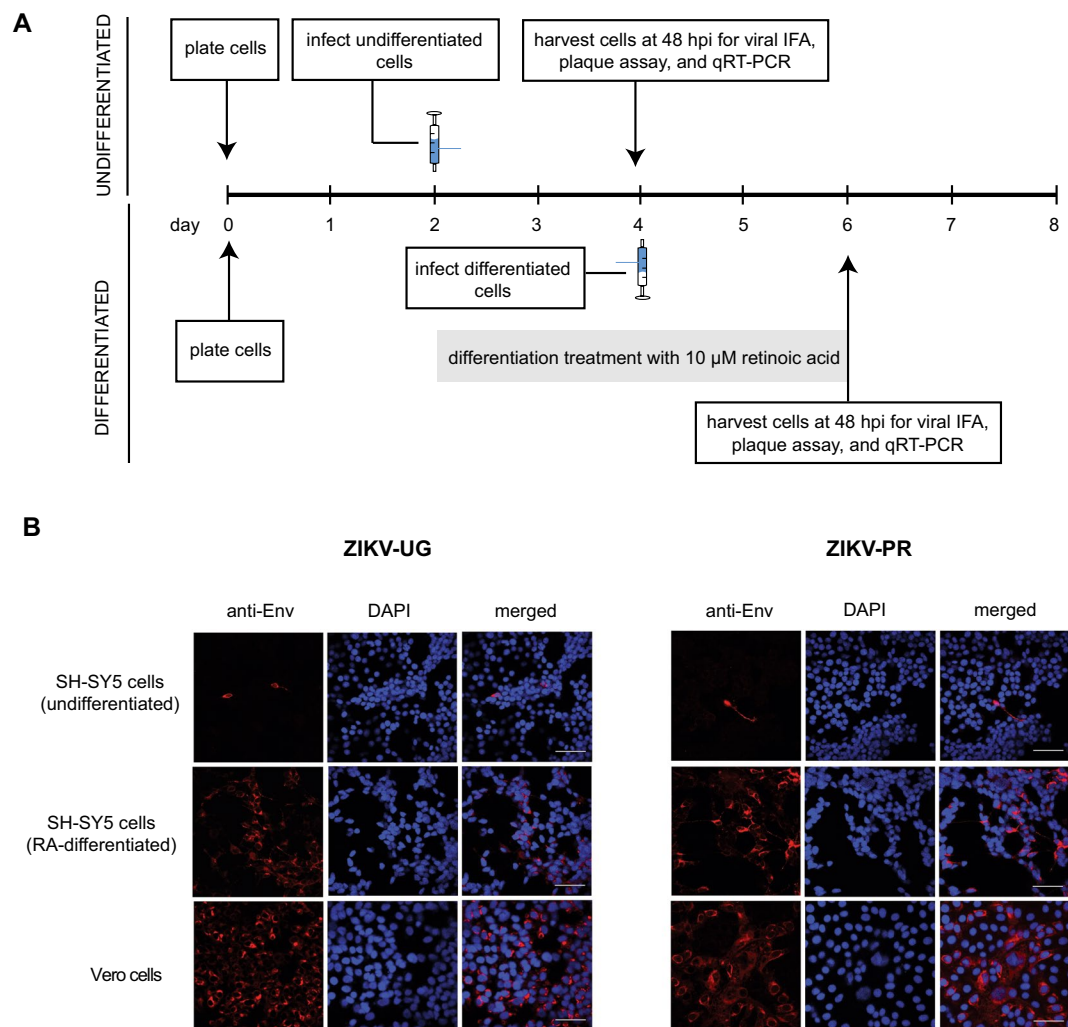 A
UNDIFFERENTIATED
plate cells
infect undifferentiated
cells
harvest cells at 48 hpi for viral IFA,
plaque assay, and qRT-PCR
day 0 1 2 3 4 5 6 7 8
DIFFERENTIATED
infect differentiated
cells
plate cells
differentiation treatment with 10 µM retinoic acid
harvest cells at 48 hpi for viral IFA,
plaque assay, and qRT-PCR
B
ZIKV-UG
ZIKV-PR
anti-Env DAPI merged
anti-Env DAPI merged
SH-SY5 cells
(undifferentiated)
SH-SY5 cells
(RA-differentiated)
Vero cells